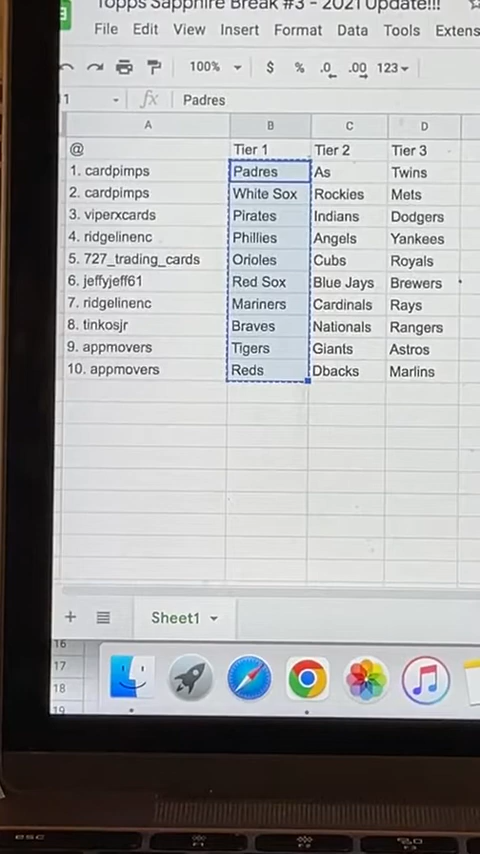 Topps Sapphire Break #3 - 2021 Update!!!
File Edit View Insert Format Data Tools Extens
100% $ % .0 .00 123
11 fx Padres
A B C D
@ Tier 1 Tier 2 Tier 3
1. cardpimps Padres As Twins
2. cardpimps White Sox Rockies Mets
3. viperxcards Pirates Indians Dodgers
4. ridgelinenc Phillies Angels Yankees
5. 727_trading_cards Orioles Cubs Royals
6. jeffyjeff61 Red Sox Blue Jays Brewers
7. ridgelinenc Mariners Cardinals Rays
8. tinkosjr Braves Nationals Rangers
9. appmovers Tigers Giants Astros
10. appmovers Reds Dbacks Marlins
+ Sheet1
16
17
18
19
esc